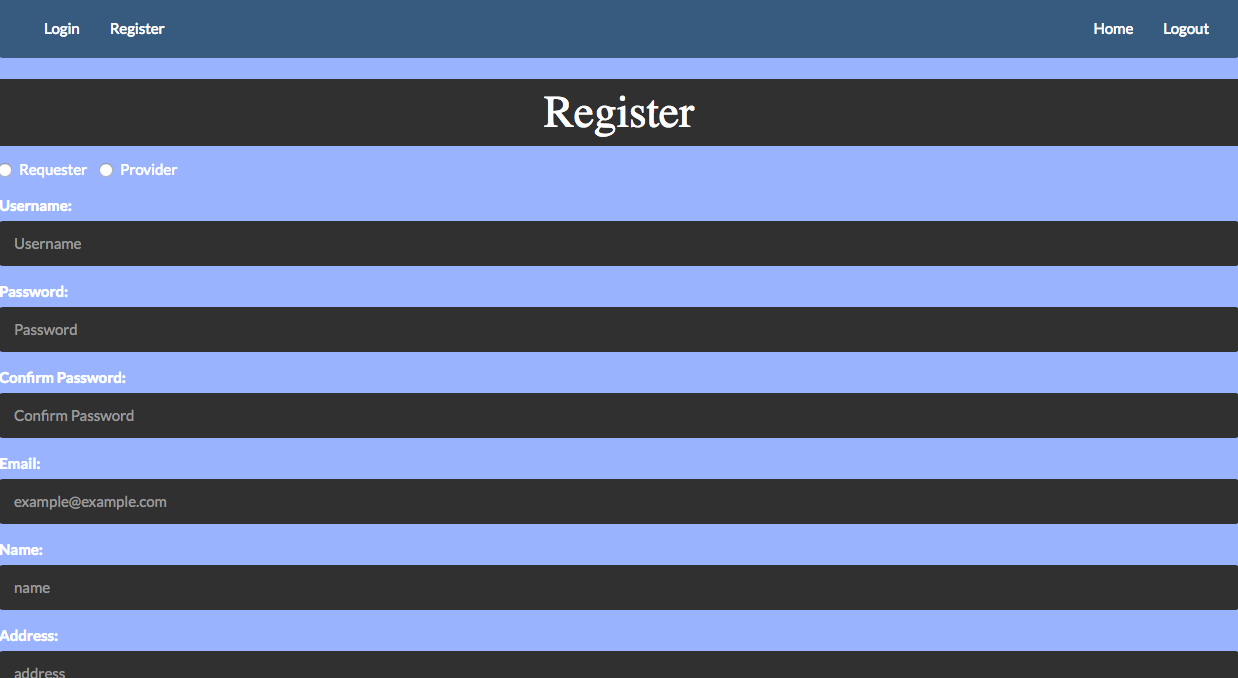 Login Register Home Logout
Register
Requester Provider
Username:
Username
Password:
Password
Confirm Password:
Confirm Password
Email:
example@example.com
Name:
name
Address:
address